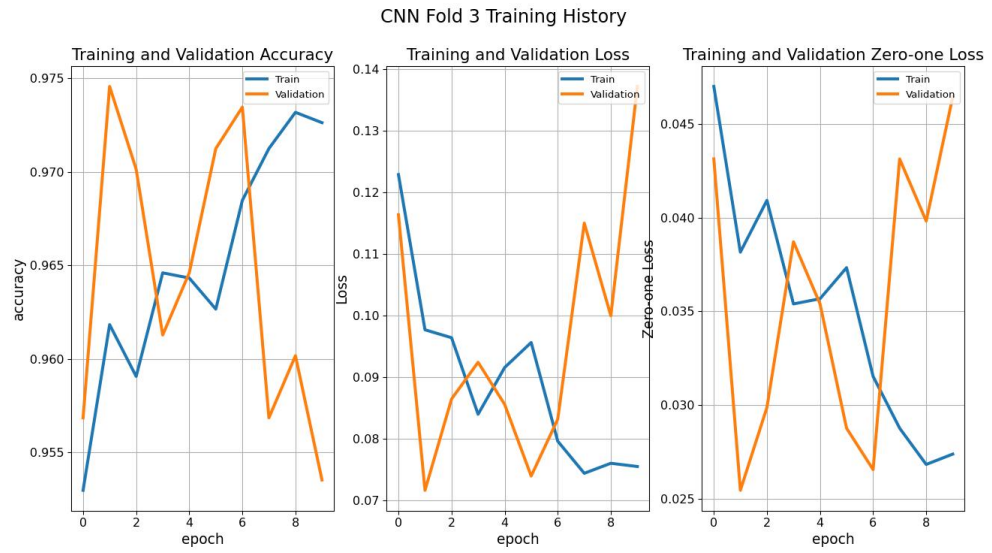 CNN Fold 3 Training History
Training and Validation Accuracy
Training and Validation Loss
Training and Validation Zero-one Loss
Train
Validation
0.975
0.970
0.965
0.960
0.955
accuracy
0 2 4 6 8
epoch
Train
Validation
0.14
0.13
0.12
0.11
0.10
0.09
0.08
0.07
Loss
0 2 4 6 8
epoch
Train
Validation
0.045
0.040
0.035
0.030
0.025
Zero-one Loss
0 2 4 6 8
epoch